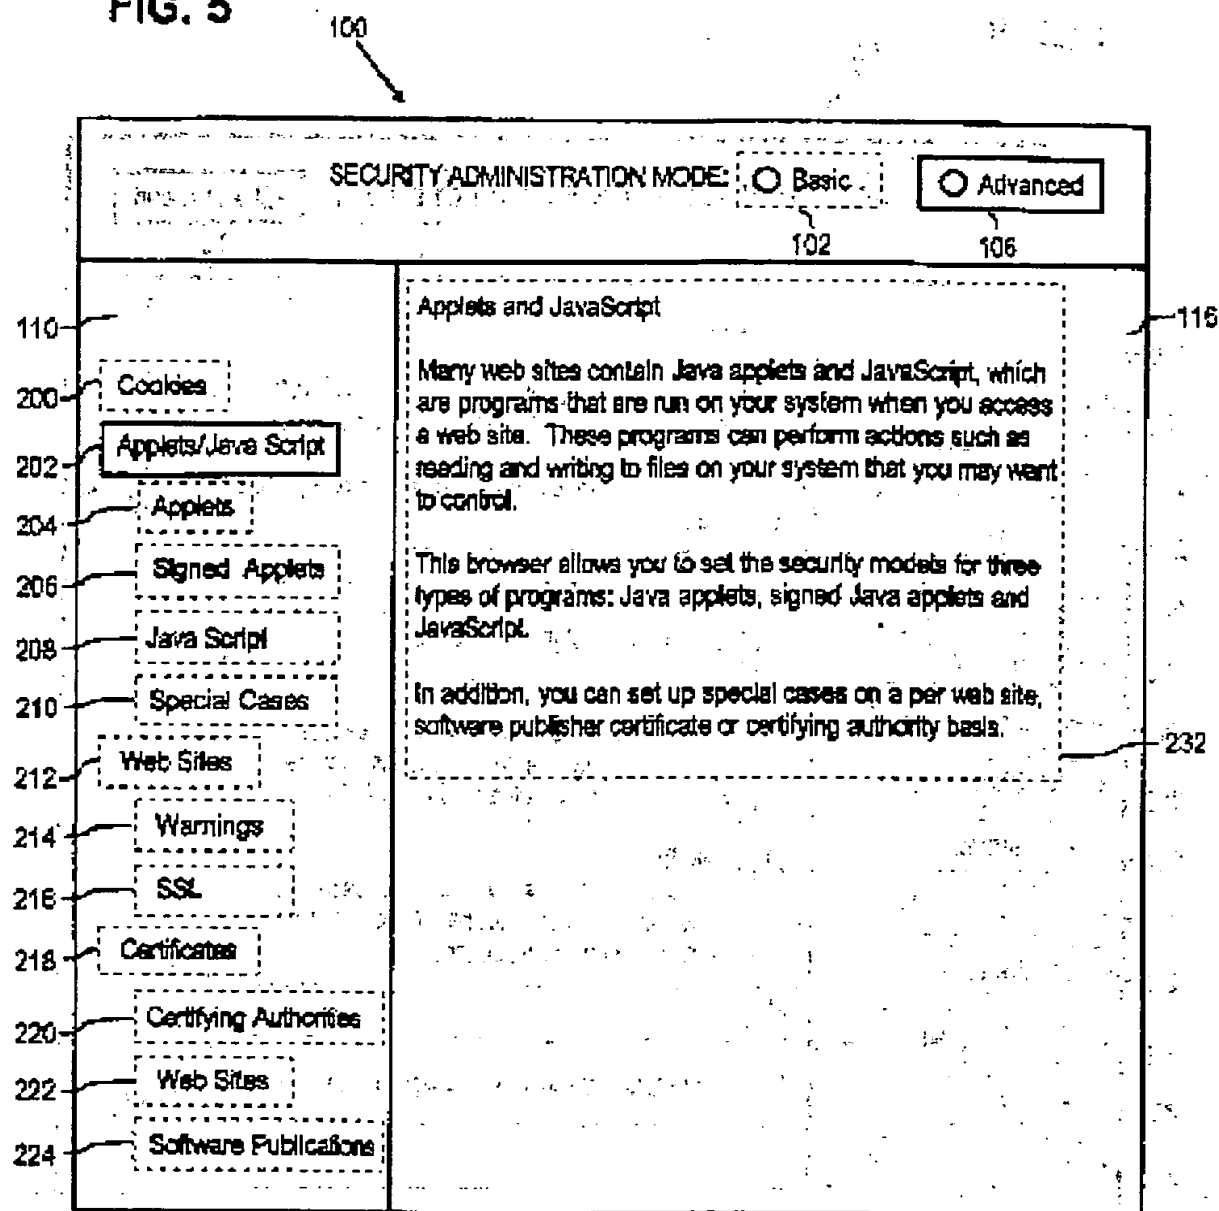 FIG. 5
100
SECURITY ADMINISTRATION MODE: Basic Advanced
102 106
110
116
200 Cookies
202 Applets/Java Script
204 Applets
206 Signed Applets
208 Java Script
210 Special Cases
212 Web Sites
214 Warnings
216 SSL
218 Certificates
220 Certifying Authorities
222 Web Sites
224 Software Publications
Applets and JavaScript
Many web sites contain Java applets and JavaScript, which
are programs that are run on your system when you access
a web site. These programs can perform actions such as
reading and writing to files on your system that you may want
to control.
This browser allows you to set the security models for three
types of programs: Java applets, signed Java applets and
JavaScript.
In addition, you can set up special cases on a per web site,
software publisher certificate or certifying authority basis.
232